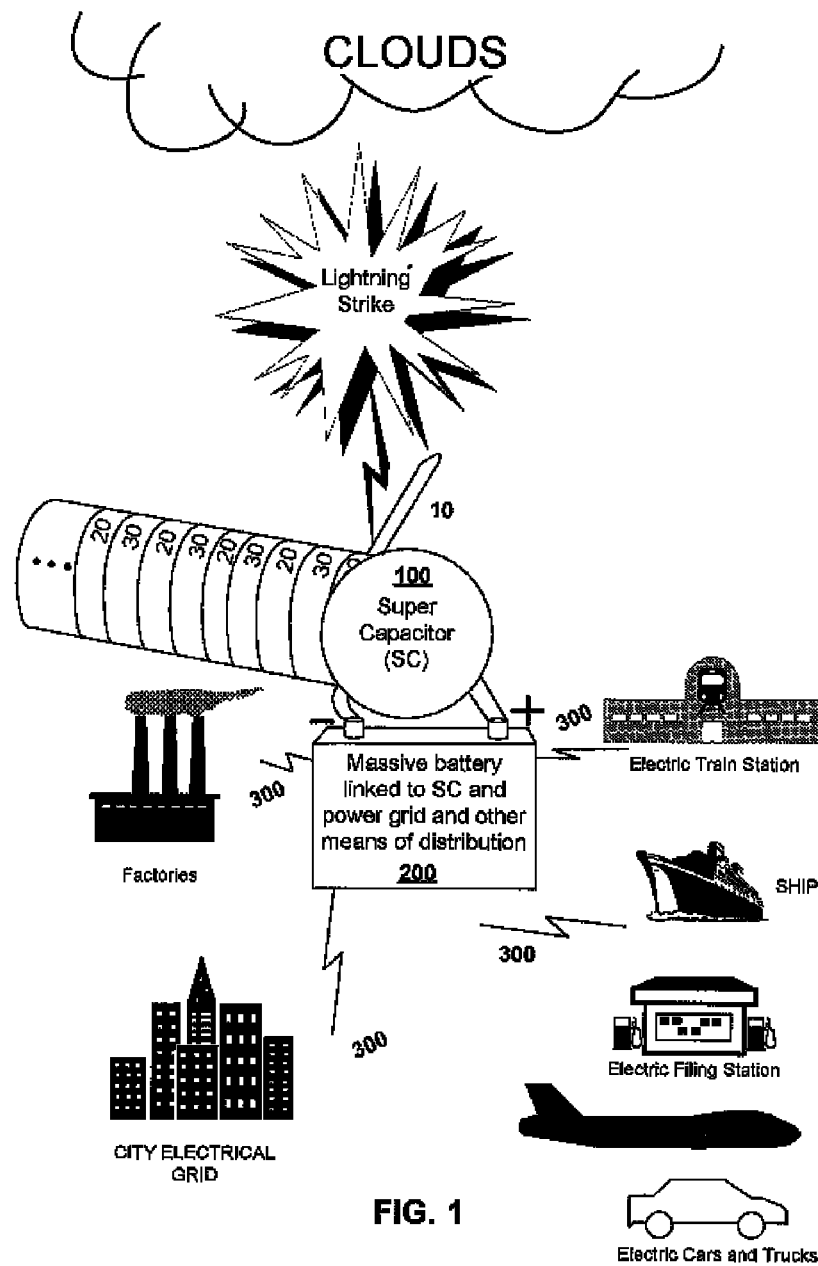 CLOUDS
Lightning
Strike
10
20
30
20
30
20
30
20
30
100
Super
Capacitor
(SC)
-
+
300
Electric Train Station
300
Massive battery
linked to SC and
power grid and other
means of distribution
200
Factories
SHIP
300
300
Electric Filing Station
CITY ELECTRICAL
GRID
FIG. 1
Electric Cars and Trucks